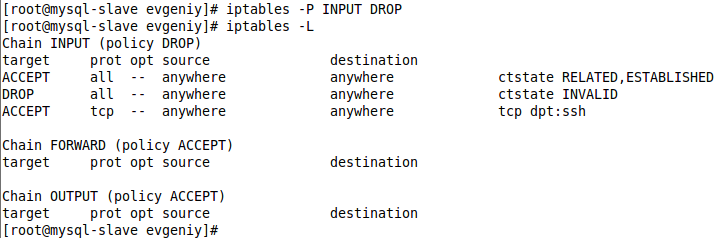 [root@mysql-slave evgeniy]# iptables -P INPUT DROP
[root@mysql-slave evgeniy]# iptables -L
Chain INPUT (policy DROP)
target     prot opt source               destination
ACCEPT     all  --  anywhere             anywhere             ctstate RELATED,ESTABLISHED
DROP       all  --  anywhere             anywhere             ctstate INVALID
ACCEPT     tcp  --  anywhere             anywhere             tcp dpt:ssh

Chain FORWARD (policy ACCEPT)
target     prot opt source               destination

Chain OUTPUT (policy ACCEPT)
target     prot opt source               destination
[root@mysql-slave evgeniy]#